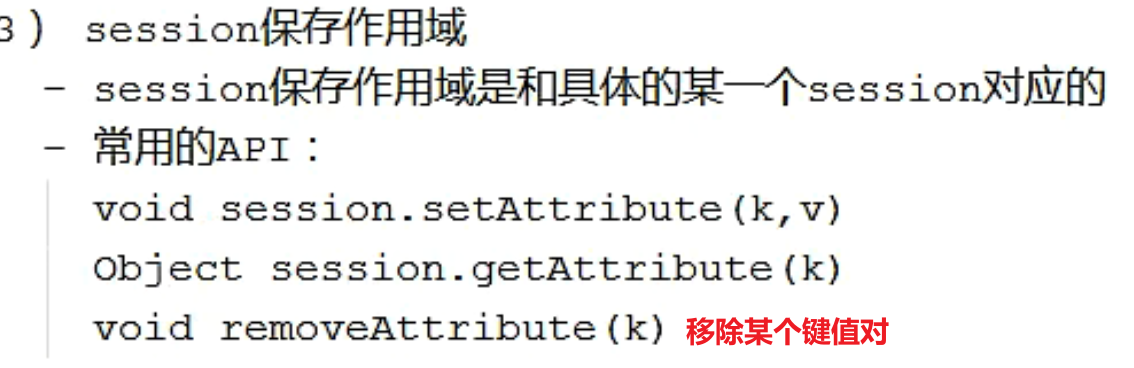 3） session保存作用域
- session保存作用域是和具体的某一个session对应的
- 常用的API：
void session.setAttribute(k,v)
Object session.getAttribute(k)
void removeAttribute(k) 移除某个键值对